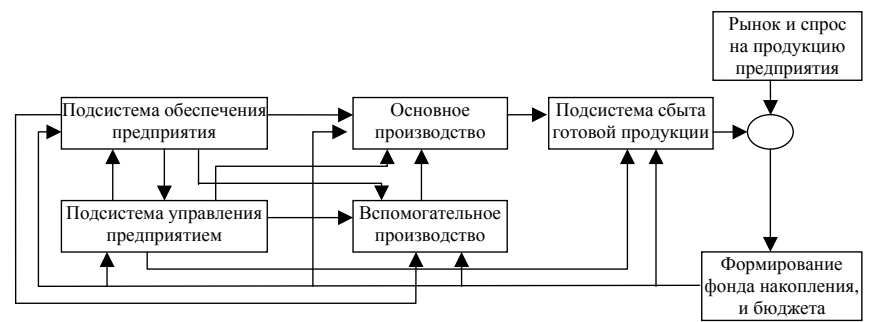 Рынок и спрос
на продукцию
предприятия
Подсистема обеспечения
предприятия
Основное
производство
Подсистема сбыта
готовой продукции
Подсистема управления
предприятием
Вспомогательное
производство
Формирование
фонда накопления,
и бюджета